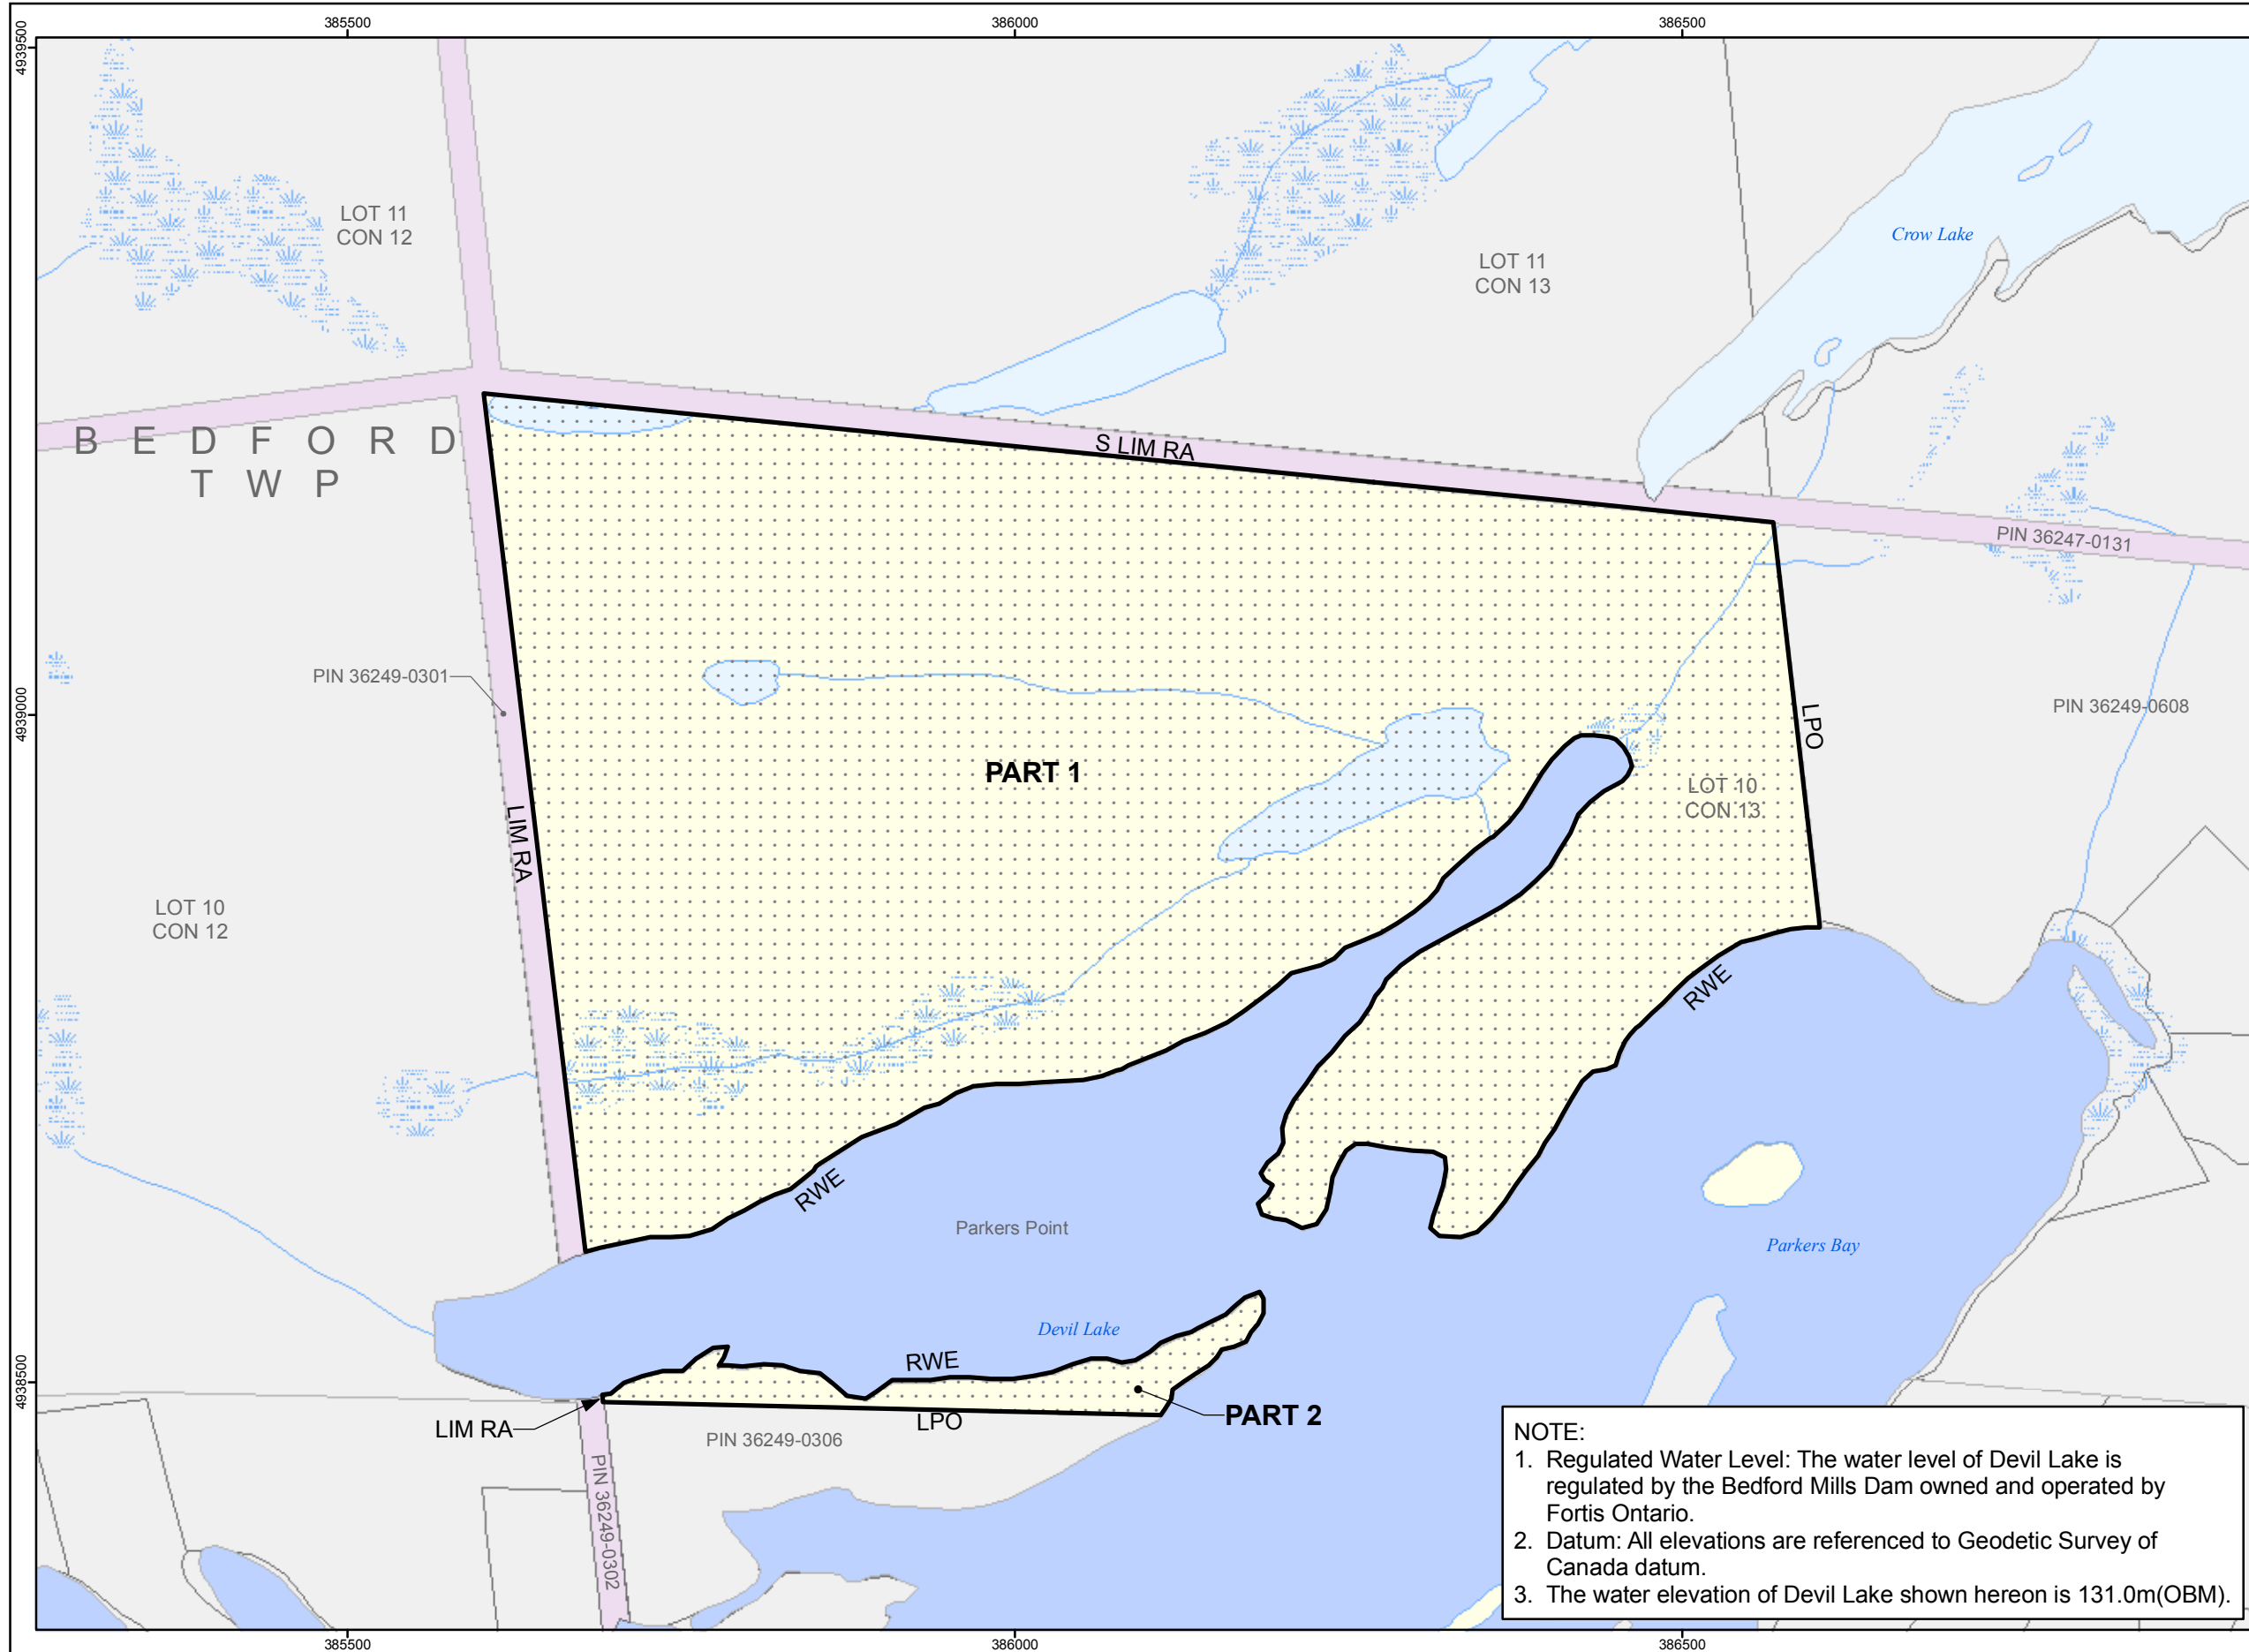 385500
386000
386500
4939500
LOT 11
CON 12
LOT 11
CON 13
Crow Lake
BEDFORD
TWP
S LIM RA
PIN 36247-0131
PIN 36249-0301
4939000
PIN 36249-0608
LPO
PART 1
LOT 10
CON 13
LIM RA
LOT 10
CON 12
RWE
RWE
Parkers Point
Parkers Bay
Devil Lake
RWE
4938500
LIM RA
LPO
PART 2
PIN 36249-0306
PIN 36249-0302
NOTE:
1. Regulated Water Level: The water level of Devil Lake is
regulated by the Bedford Mills Dam owned and operated by
Fortis Ontario.
2. Datum: All elevations are referenced to Geodetic Survey of
Canada datum.
3. The water elevation of Devil Lake shown hereon is 131.0m(OBM).
385500
386000
386500